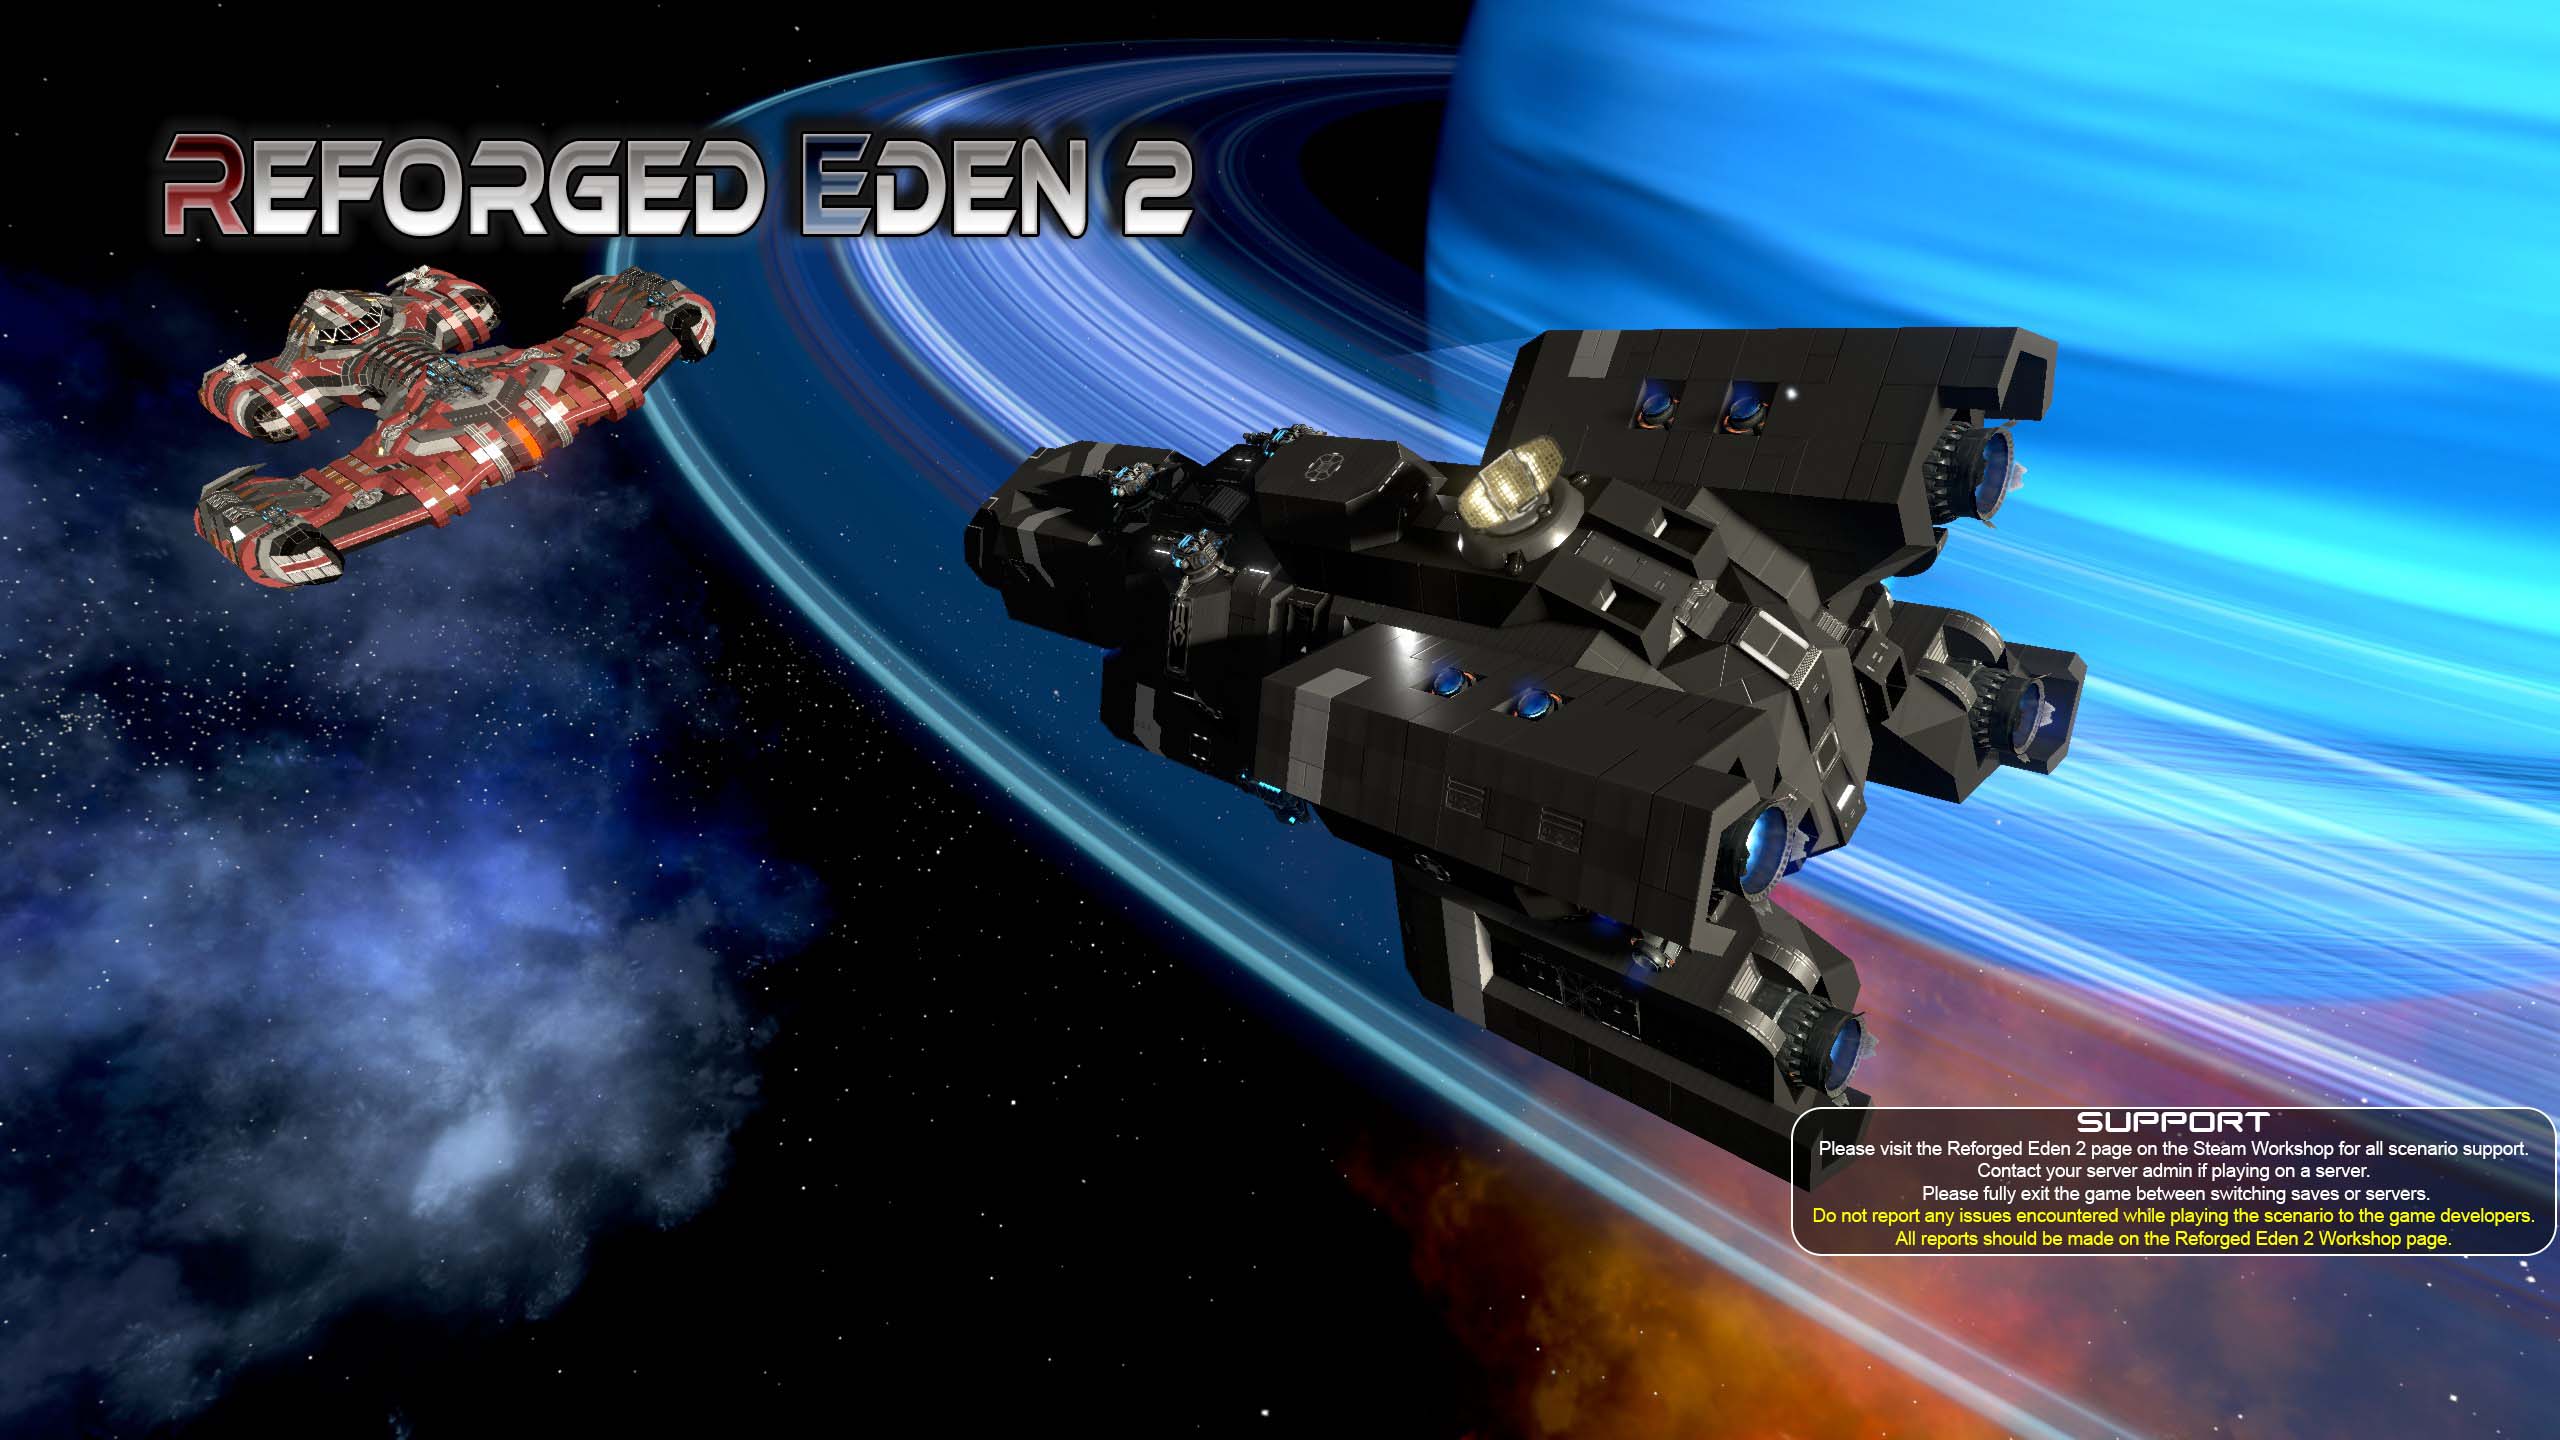 REFORGED EDEN 2
SUPPORT
Please visit the Reforged Eden 2 page on the Steam Workshop for all scenario support.
Contact your server admin if playing on a server.
Please fully exit the game between switching saves or servers.
Do not report any issues encountered while playing the scenario to the game developers.
All reports should be made on the Reforged Eden 2 Workshop page.